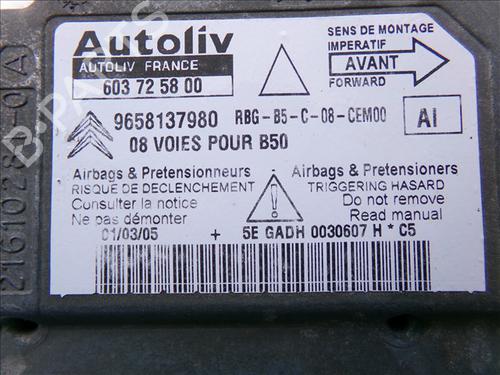 Autoliv
AUTOLIV FRANCE
603 72 58 00
SENS DE MONTAGE
IMPERATIF
AVANT
FORWARD
9658137980 RBG-B5-C-08-CEM00 AI
08 VOIES POUR B50
Airbags & Pretensionneurs
RISQUE DE DECLENCHEMENT
Consulter la notice
Ne pas démonter
Airbags & Pretensioners
TRIGGERING HASARD
Do not remove
Read manual
01/03/05 + 5E GADH 0030607 H * C5